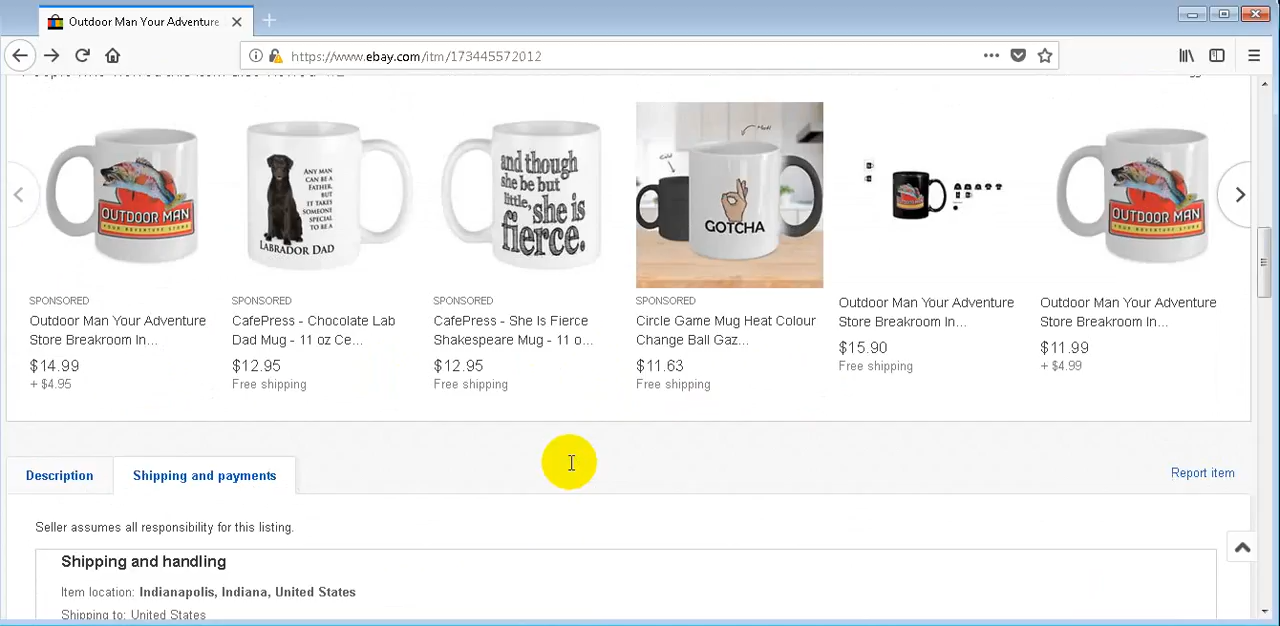 Outdoor Man Your Adventure
https://www.ebay.com/itm/173445572012
OUTDOOR MAN
YOUR ADVENTURE STORE
ANY MAN
CAN BE A
FATHER,
BUT
IT TAKES
SOMEONE
SPECIAL
TO BE A
LABRADOR DAD
and though
she be but
little, she is
fierce.
GOTCHA
OUTDOOR MAN
YOUR ADVENTURE STORE
SPONSORED
Outdoor Man Your Adventure
Store Breakroom In...
$14.99
+ $4.95
SPONSORED
CafePress - Chocolate Lab
Dad Mug - 11 oz Ce...
$12.95
Free shipping
SPONSORED
CafePress - She Is Fierce
Shakespeare Mug - 11 o...
$12.95
Free shipping
SPONSORED
Circle Game Mug Heat Colour
Change Ball Gaz...
$11.63
Free shipping
Outdoor Man Your Adventure
Store Breakroom In...
$15.90
Free shipping
Outdoor Man Your Adventure
Store Breakroom In...
$11.99
+ $4.99
Description
Shipping and payments
Report item
Seller assumes all responsibility for this listing.
Shipping and handling
Item location: Indianapolis, Indiana, United States
Shipping to: United States